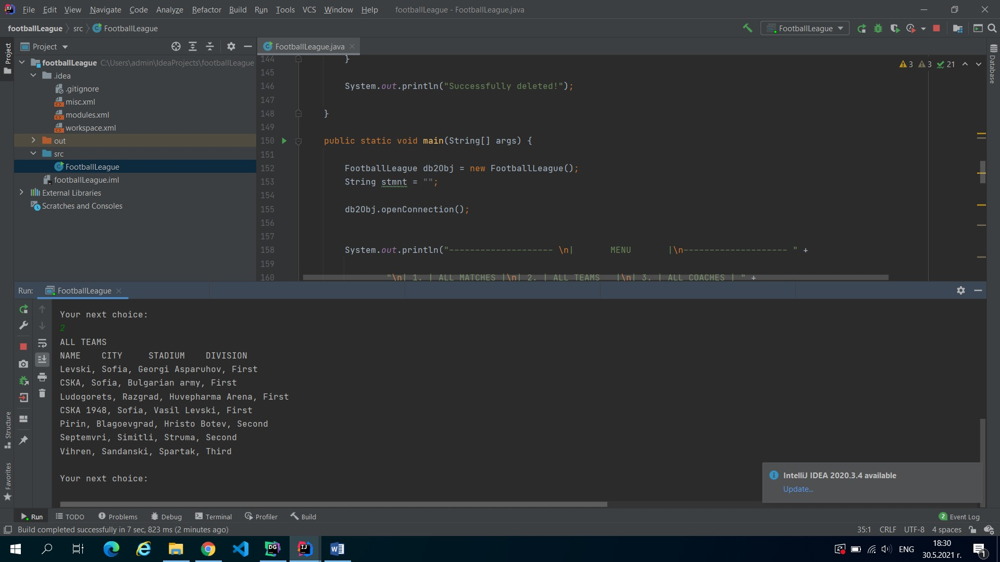 File Edit View Navigate Code Analyze Refactor Build Run Tools VCS Window Help footballLeague - FootballLeague.java
footballLeague src FootballLeague FootballLeague
Project FootballLeague.java
Project
footballLeague C:\Users\admin\IdeaProjects\footballLeague
.idea
.gitignore
misc.xml
modules.xml
workspace.xml
out
src
FootballLeague
footballLeague.iml
External Libraries
Scratches and Consoles
3 3 21
Database
144 }
145
146 System.out.println("Successfully deleted!");
147
148 }
149
150 public static void main(String[] args) {
151
152 FootballLeague db2Obj = new FootballLeague();
153 String stmnt = "";
154
155 db2Obj.openConnection();
156
157
158 System.out.println("-------------------- \n| MENU |\n-------------------- " +
159
160 "\n| 1. | ALL MATCHES |\n| 2. | ALL TEAMS |\n| 3. | ALL COACHES | " +
Run: FootballLeague
Your next choice:
2
ALL TEAMS
NAME CITY STADIUM DIVISION
Levski, Sofia, Georgi Asparuhov, First
CSKA, Sofia, Bulgarian army, First
Ludogorets, Razgrad, Huvepharma Arena, First
CSKA 1948, Sofia, Vasil Levski, First
Pirin, Blagoevgrad, Hristo Botev, Second
Septemvri, Simitli, Struma, Second
Vihren, Sandanski, Spartak, Third
Your next choice:
Structure
Favorites
IntelliJ IDEA 2020.3.4 available
Update...
Run TODO Problems Debug Terminal Profiler Build 2 Event Log
Build completed successfully in 7 sec, 823 ms (2 minutes ago) 35:1 CRLF UTF-8 4 spaces
DG IJ W ENG 18:30
30.5.2021 г. 1